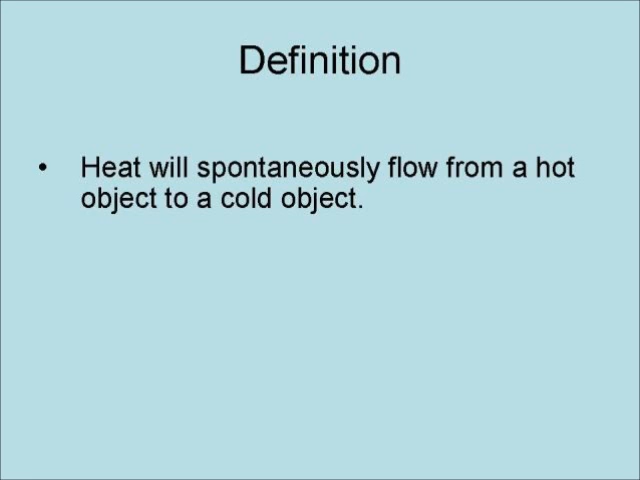 Definition
• Heat will spontaneously flow from a hot
object to a cold object.